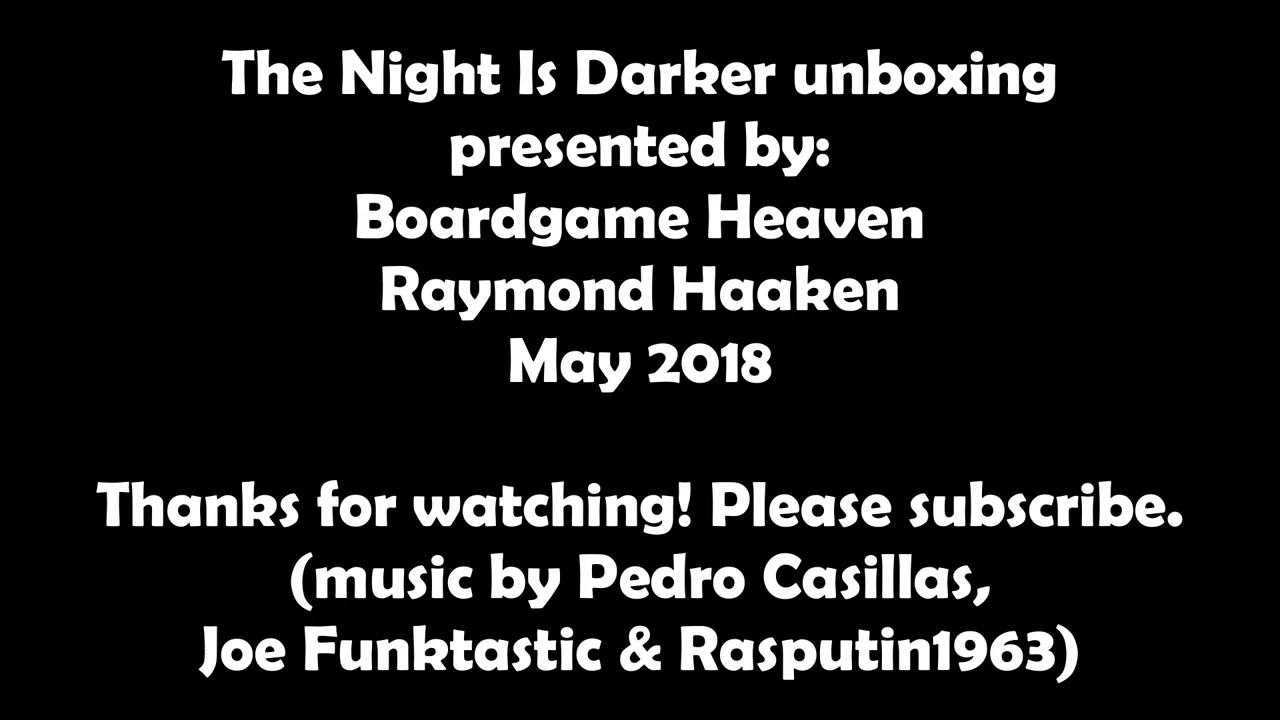 The Night Is Darker unboxing
presented by:
Boardgame Heaven
Raymond Haaken
May 2018
Thanks for watching! Please subscribe.
(music by Pedro Casillas,
Joe Funktastic & Rasputin1963)